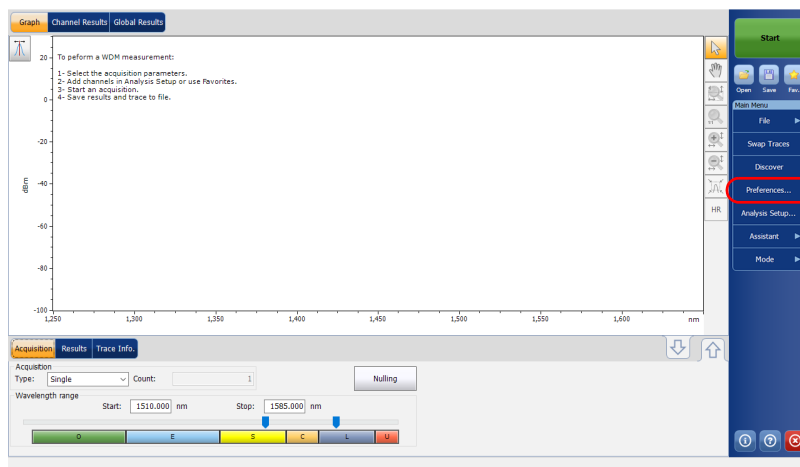 Graph Channel Results Global Results
To peform a WDM measurement:
1- Select the acquisition parameters.
2- Add channels in Analysis Setup or use Favorites.
3- Start an acquisition.
4- Save results and trace to file.
20
0
-20
-40
-60
-80
-100
dBm
1,250 1,300 1,350 1,400 1,450 1,500 1,550 1,600 nm
HR
Start
Open Save Fav.
Main Menu
File
Swap Traces
Discover
Preferences...
Analysis Setup...
Assistant
Mode
Acquisition Results Trace Info.
Acquisition
Type: Single Count: 1 Nulling
Wavelength range
Start: 1510.000 nm Stop: 1585.000 nm
O E S C L U